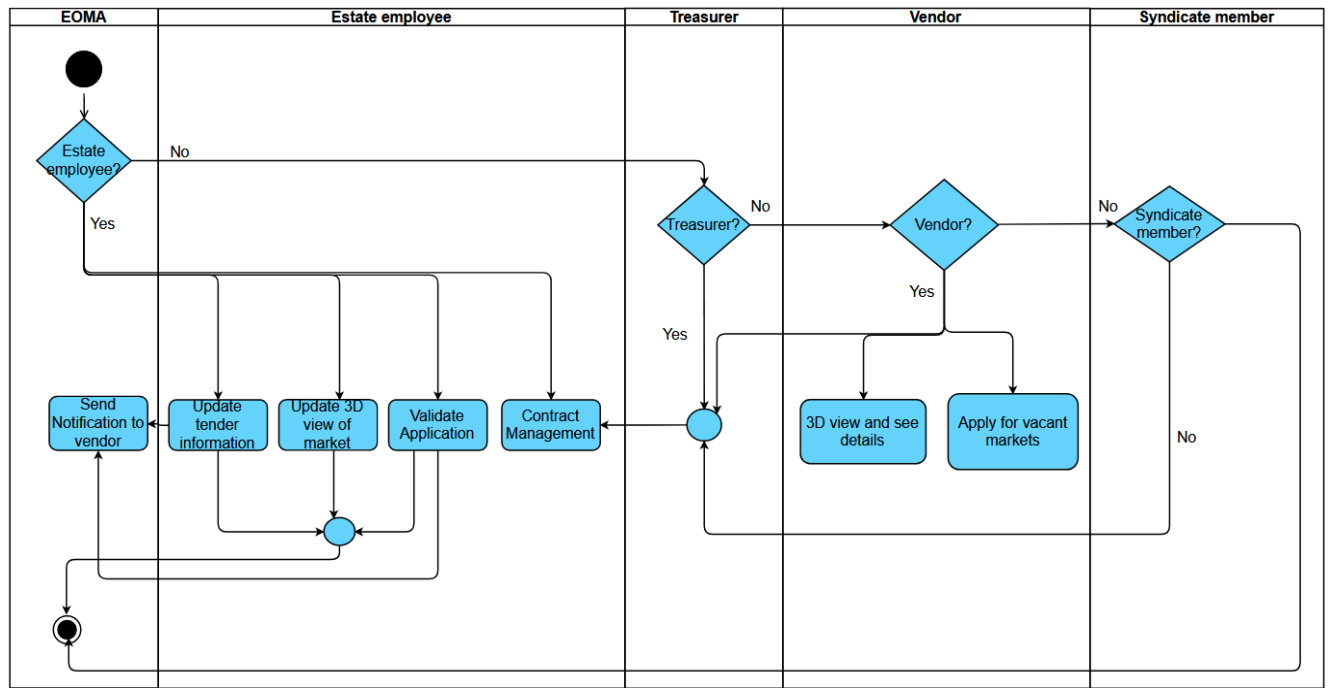 EOMA
Estate employee
Treasurer
Vendor
Syndicate member
Estate
employee?
No
Yes
Treasurer?
No
Vendor?
No
Syndicate
member?
Yes
Yes
No
Send
Notification to
vendor
Update
tender
information
Update 3D
view of
market
Validate
Application
Contract
Management
3D view and see
details
Apply for vacant
markets